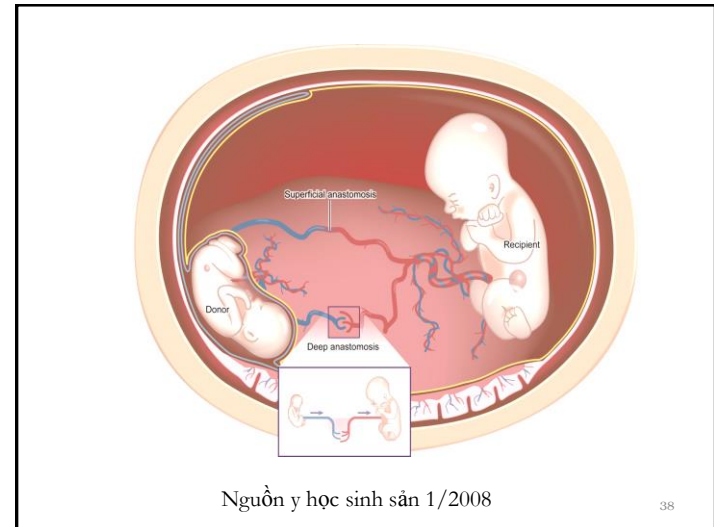 Superficial anastomosis
Recipient
Donor
Deep anastomosis
Nguồn y học sinh sản 1/2008
38